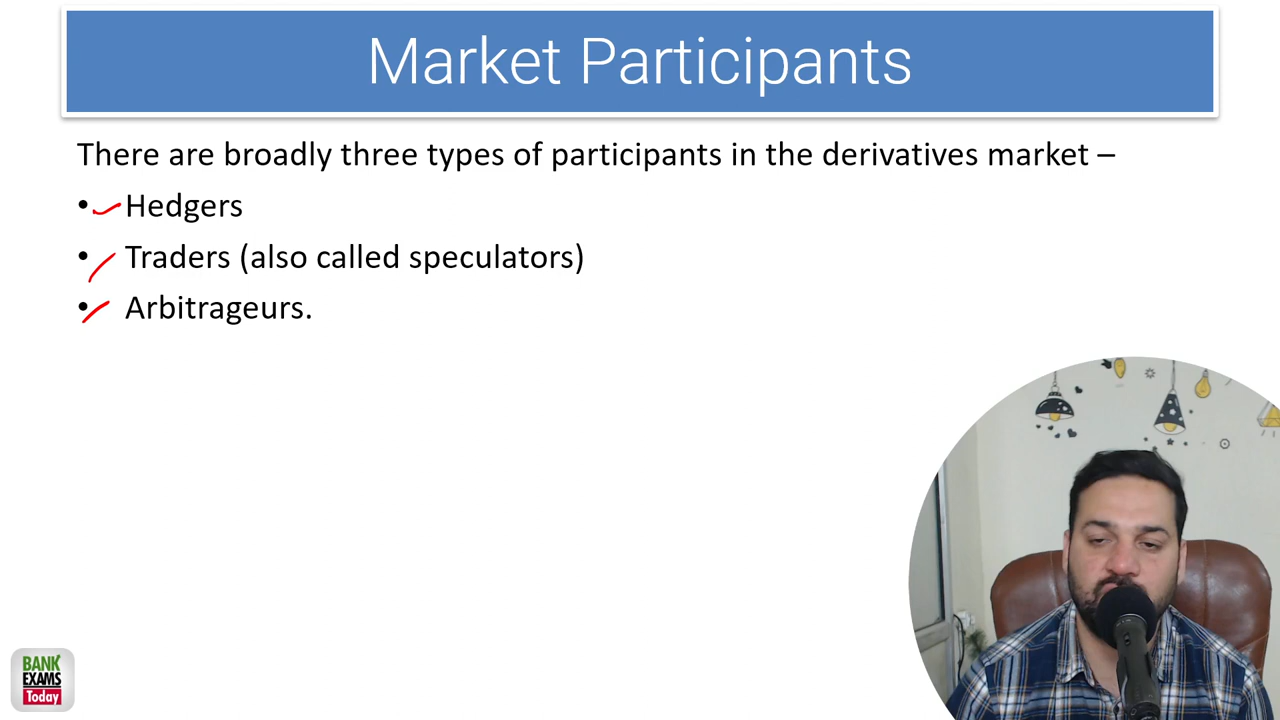 Market Participants
There are broadly three types of participants in the derivatives market –
• Hedgers
• Traders (also called speculators)
• Arbitrageurs.
BANK
EXAMS
Today